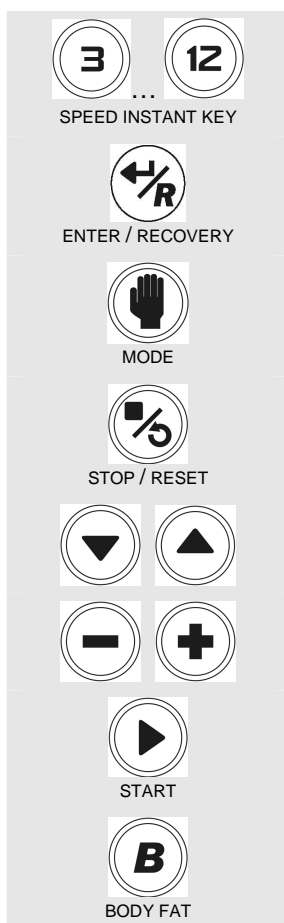 3 ... 12
SPEED INSTANT KEY
R
ENTER / RECOVERY
MODE
STOP / RESET
START
B
BODY FAT